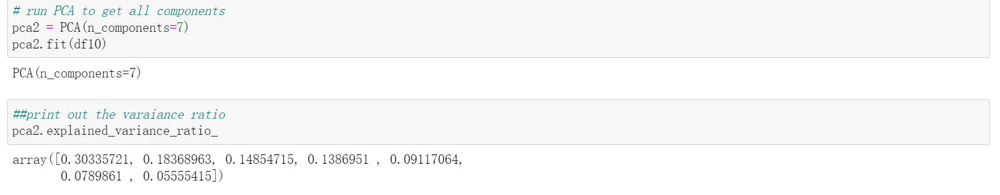 # run PCA to get all components
pca2 = PCA(n_components=7)
pca2.fit(df10)
PCA(n_components=7)
##print out the varaiance ratio
pca2.explained_variance_ratio_
array([0.30335721, 0.18368963, 0.14854715, 0.1386951 , 0.09117064,
       0.0789861 , 0.05555415])